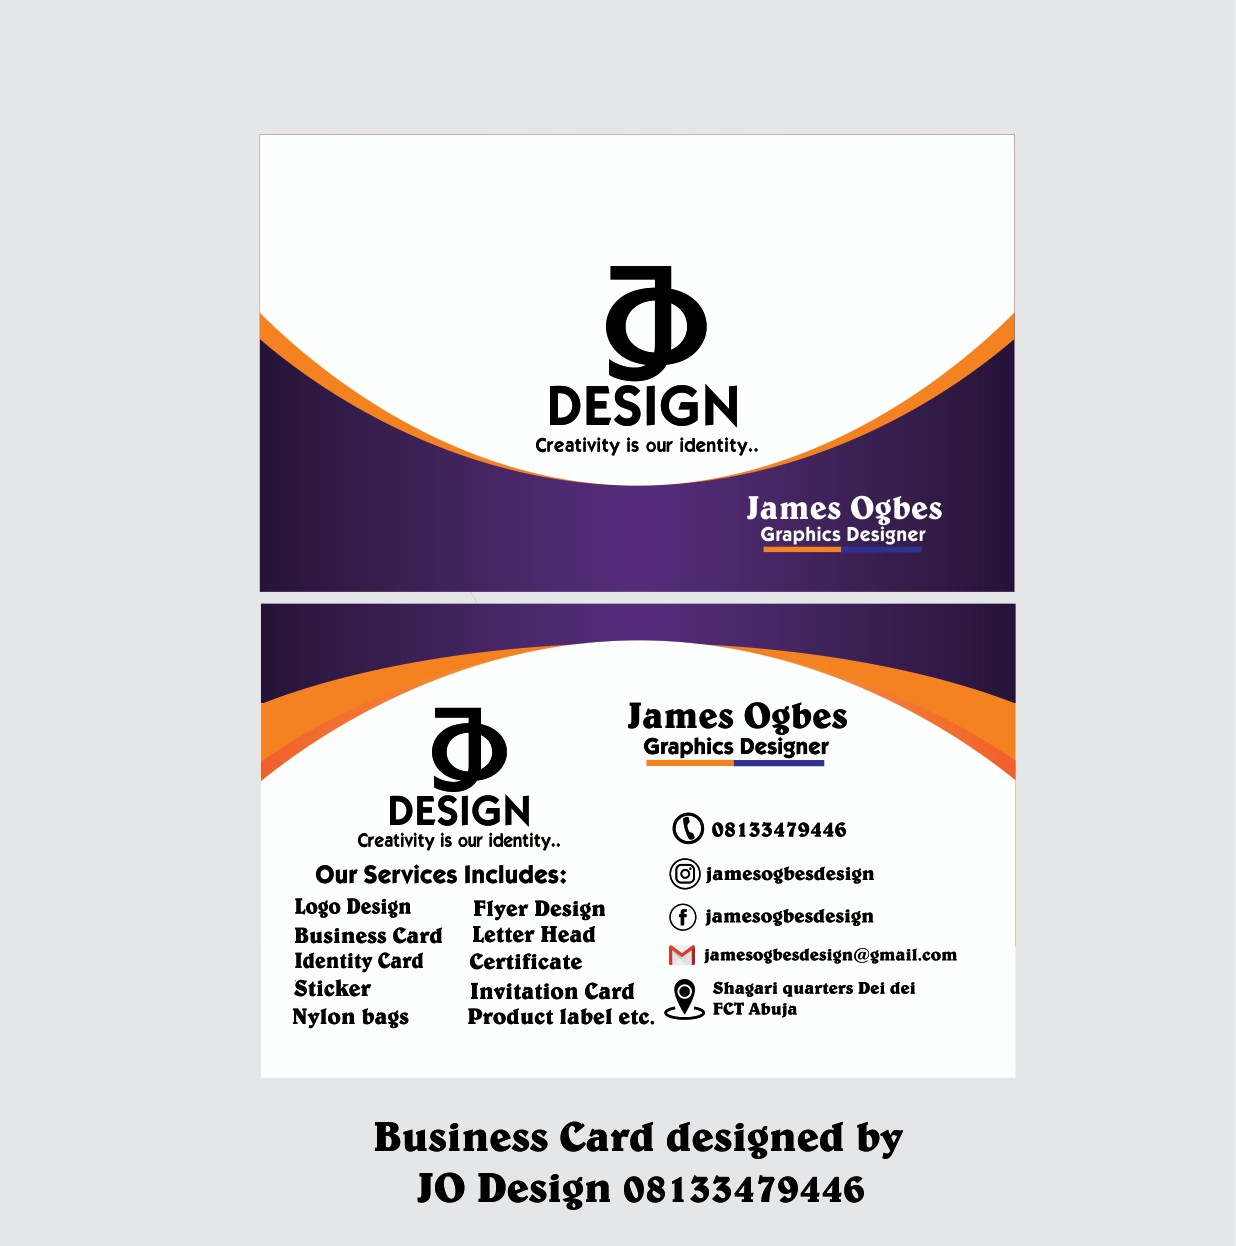 JO
DESIGN
Creativity is our identity..
James Ogbes
Graphics Designer
JO
DESIGN
Creativity is our identity..
Our Services Includes:
Logo Design
Business Card
Identity Card
Sticker
Nylon bags
Flyer Design
Letter Head
Certificate
Invitation Card
Product label etc.
James Ogbes
Graphics Designer
08133479446
jamesogbesdesign
jamesogbesdesign
jamesogbesdesign@gmail.com
Shagari quarters Dei dei
FCT Abuja
Business Card designed by
JO Design 08133479446